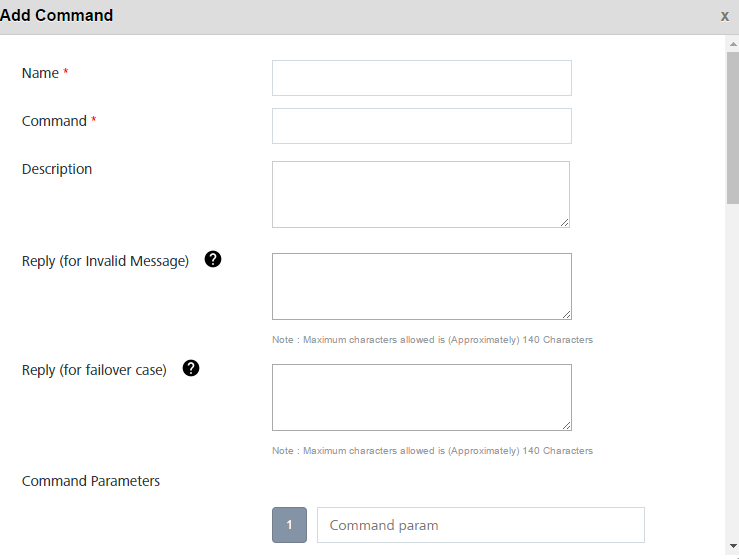 Add Command x
Name *
Command *
Description
Reply (for Invalid Message) ?
Note : Maximum characters allowed is (Approximately) 140 Characters
Reply (for failover case) ?
Note : Maximum characters allowed is (Approximately) 140 Characters
Command Parameters
1 Command param